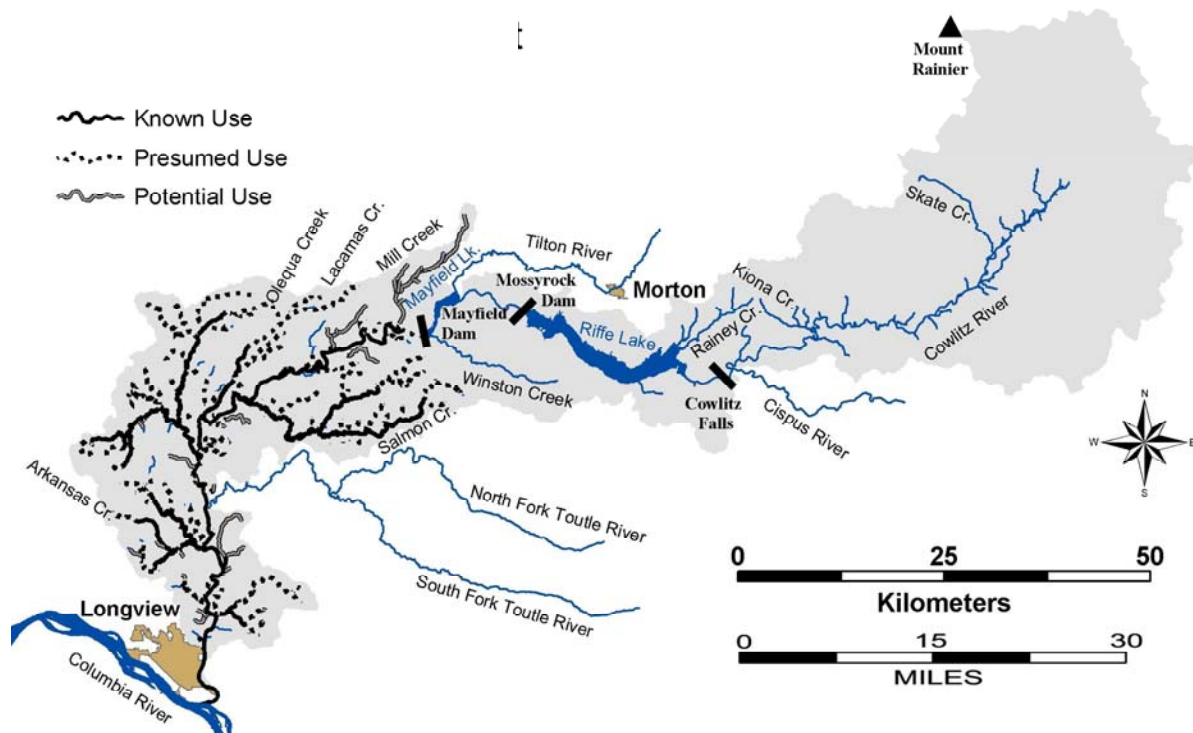 t
Mount
Rainier
Known Use
Presumed Use
Potential Use
Olequa Creek
Lacamas Cr.
Mill Creek
Mayfield Lk.
Tilton River
Mossyrock
Dam
Morton
Mayfield
Dam
Riffe Lake
Rainey Cr.
Kiona Cr.
Skate Cr.
Cowlitz River
Winston Creek
Cowlitz
Falls
Cispus River
Salmon Cr.
Arkansas Cr.
North Fork Toutle River
South Fork Toutle River
Longview
Columbia River
N
W
E
S
0 25 50
Kilometers
0 15 30
MILES